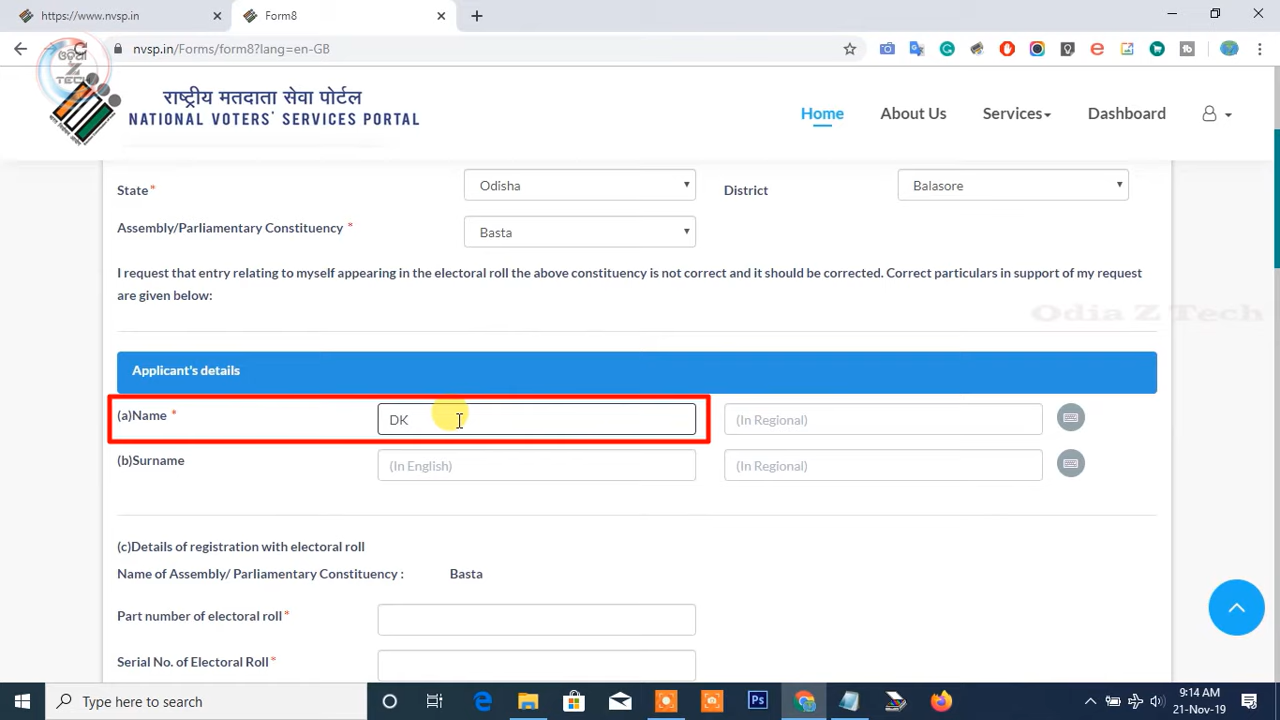 https://www.nvsp.in
Form8
nvsp.in/Forms/form8?lang=en-GB
ଓଡ଼ିଆ
Z
TECH
राष्ट्रीय मतदाता सेवा पोर्टल
NATIONAL VOTERS' SERVICES PORTAL
Home
About Us
Services
Dashboard
State*
Odisha
District
Balasore
Assembly/Parliamentary Constituency *
Basta
I request that entry relating to myself appearing in the electoral roll the above constituency is not correct and it should be corrected. Correct particulars in support of my request
are given below:
Odia Z Tech
Applicant's details
(a)Name *
DK
(In Regional)
(b)Surname
(In English)
(In Regional)
(c)Details of registration with electoral roll
Name of Assembly/ Parliamentary Constituency :
Basta
Part number of electoral roll*
Serial No. of Electoral Roll*
Type here to search
9:14 AM
21-Nov-19